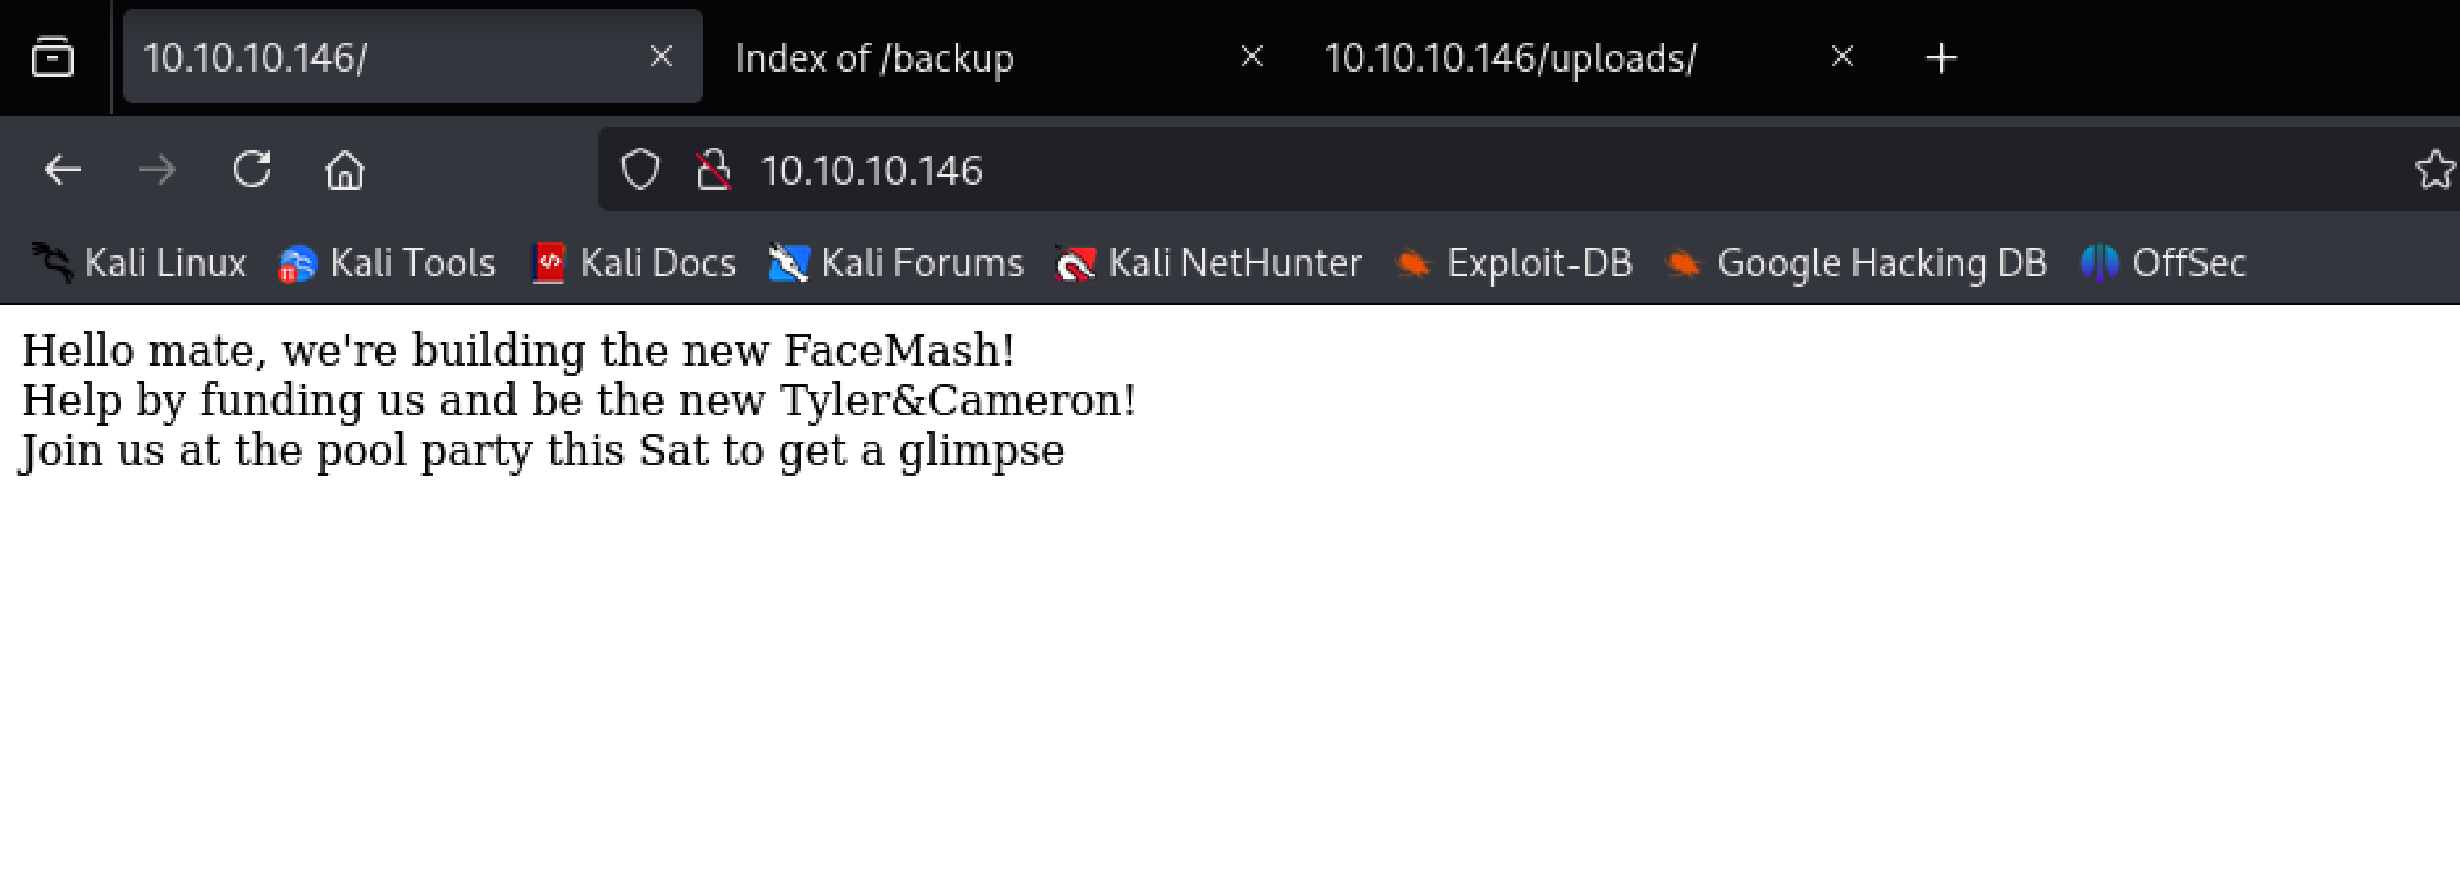 10.10.10.146/
Index of /backup
10.10.10.146/uploads/
10.10.10.146
Kali Linux
Kali Tools
Kali Docs
Kali Forums
Kali NetHunter
Exploit-DB
Google Hacking DB
OffSec
Hello mate, we're building the new FaceMash!
Help by funding us and be the new Tyler&Cameron!
Join us at the pool party this Sat to get a glimpse